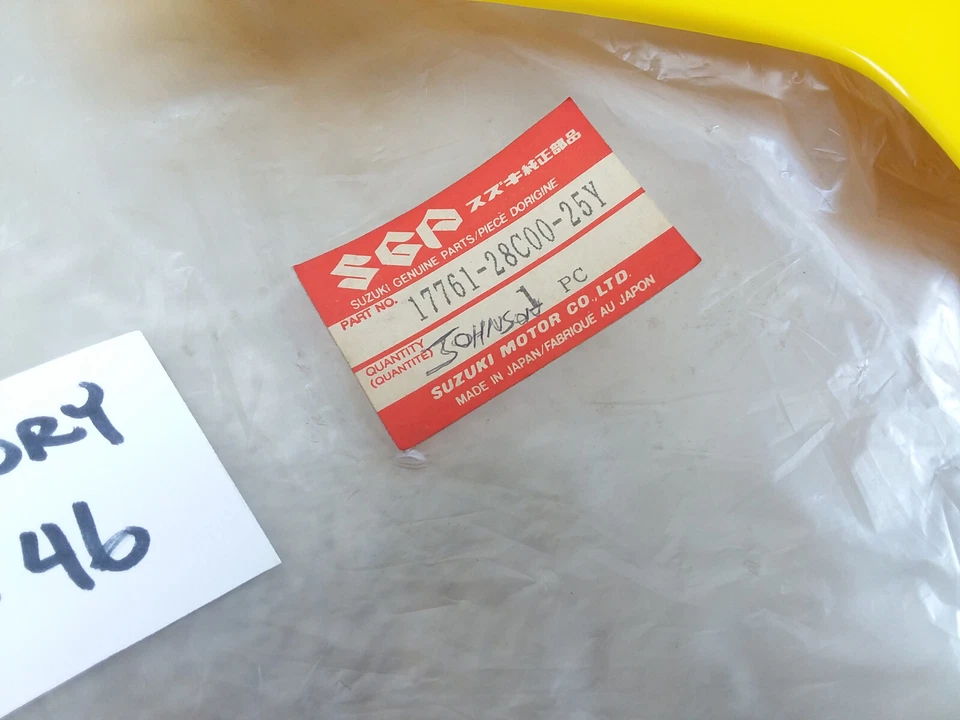 SGP スズキ純正部品
SUZUKI GENUINE PARTS/PIECE DORIGINE
PART NO. 17761-28C00-25Y
QUANTITY 1 PC
(QUANTITE) JOHNSON
SUZUKI MOTOR CO.,LTD.
MADE IN JAPAN/FABRIQUE AU JAPON
ORY
46